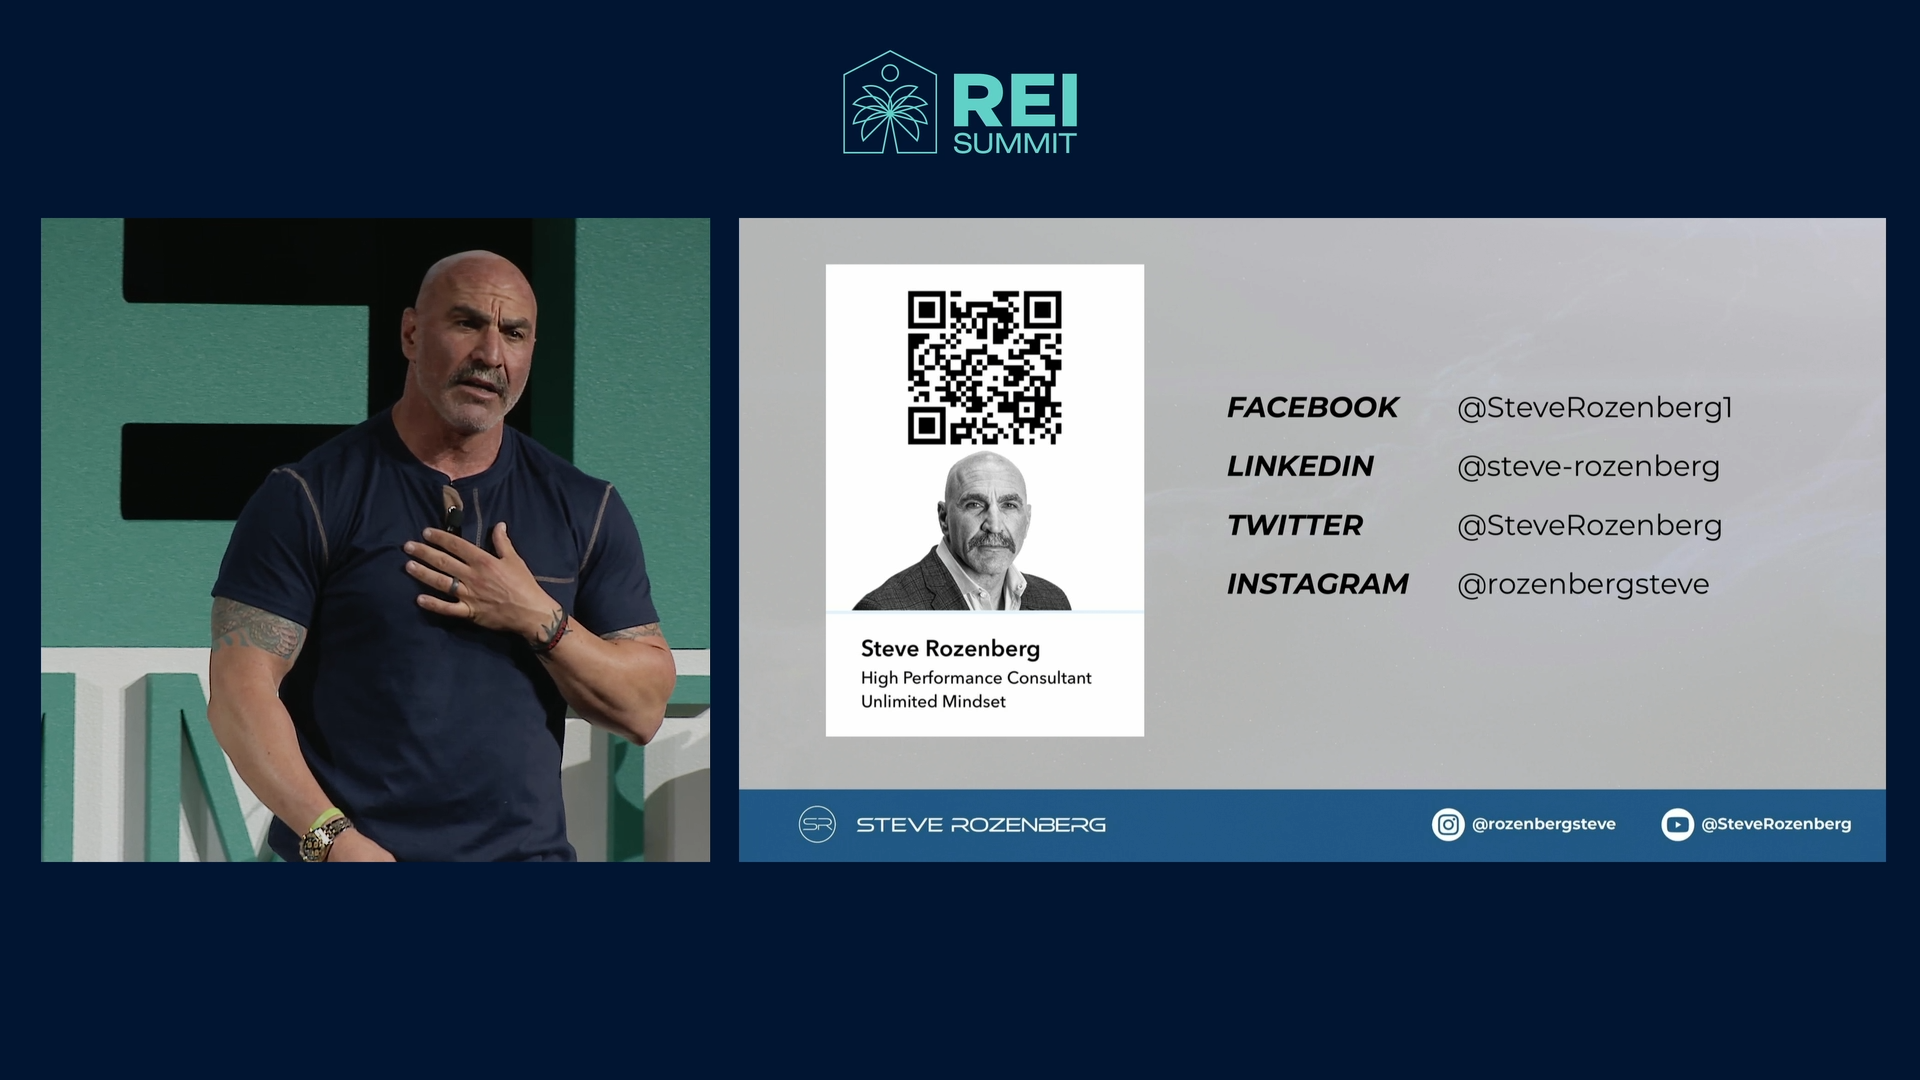 REI
SUMMIT
FACEBOOK @SteveRozenberg1
LINKEDIN @steve-rozenberg
TWITTER @SteveRozenberg
INSTAGRAM @rozenbergsteve
Steve Rozenberg
High Performance Consultant
Unlimited Mindset
SR STEVE ROZENBERG @rozenbergsteve @SteveRozenberg